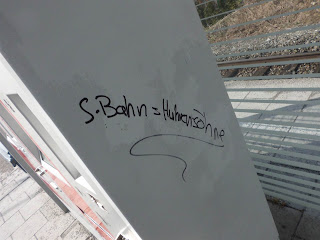 S-Bahn = Hurensöhne